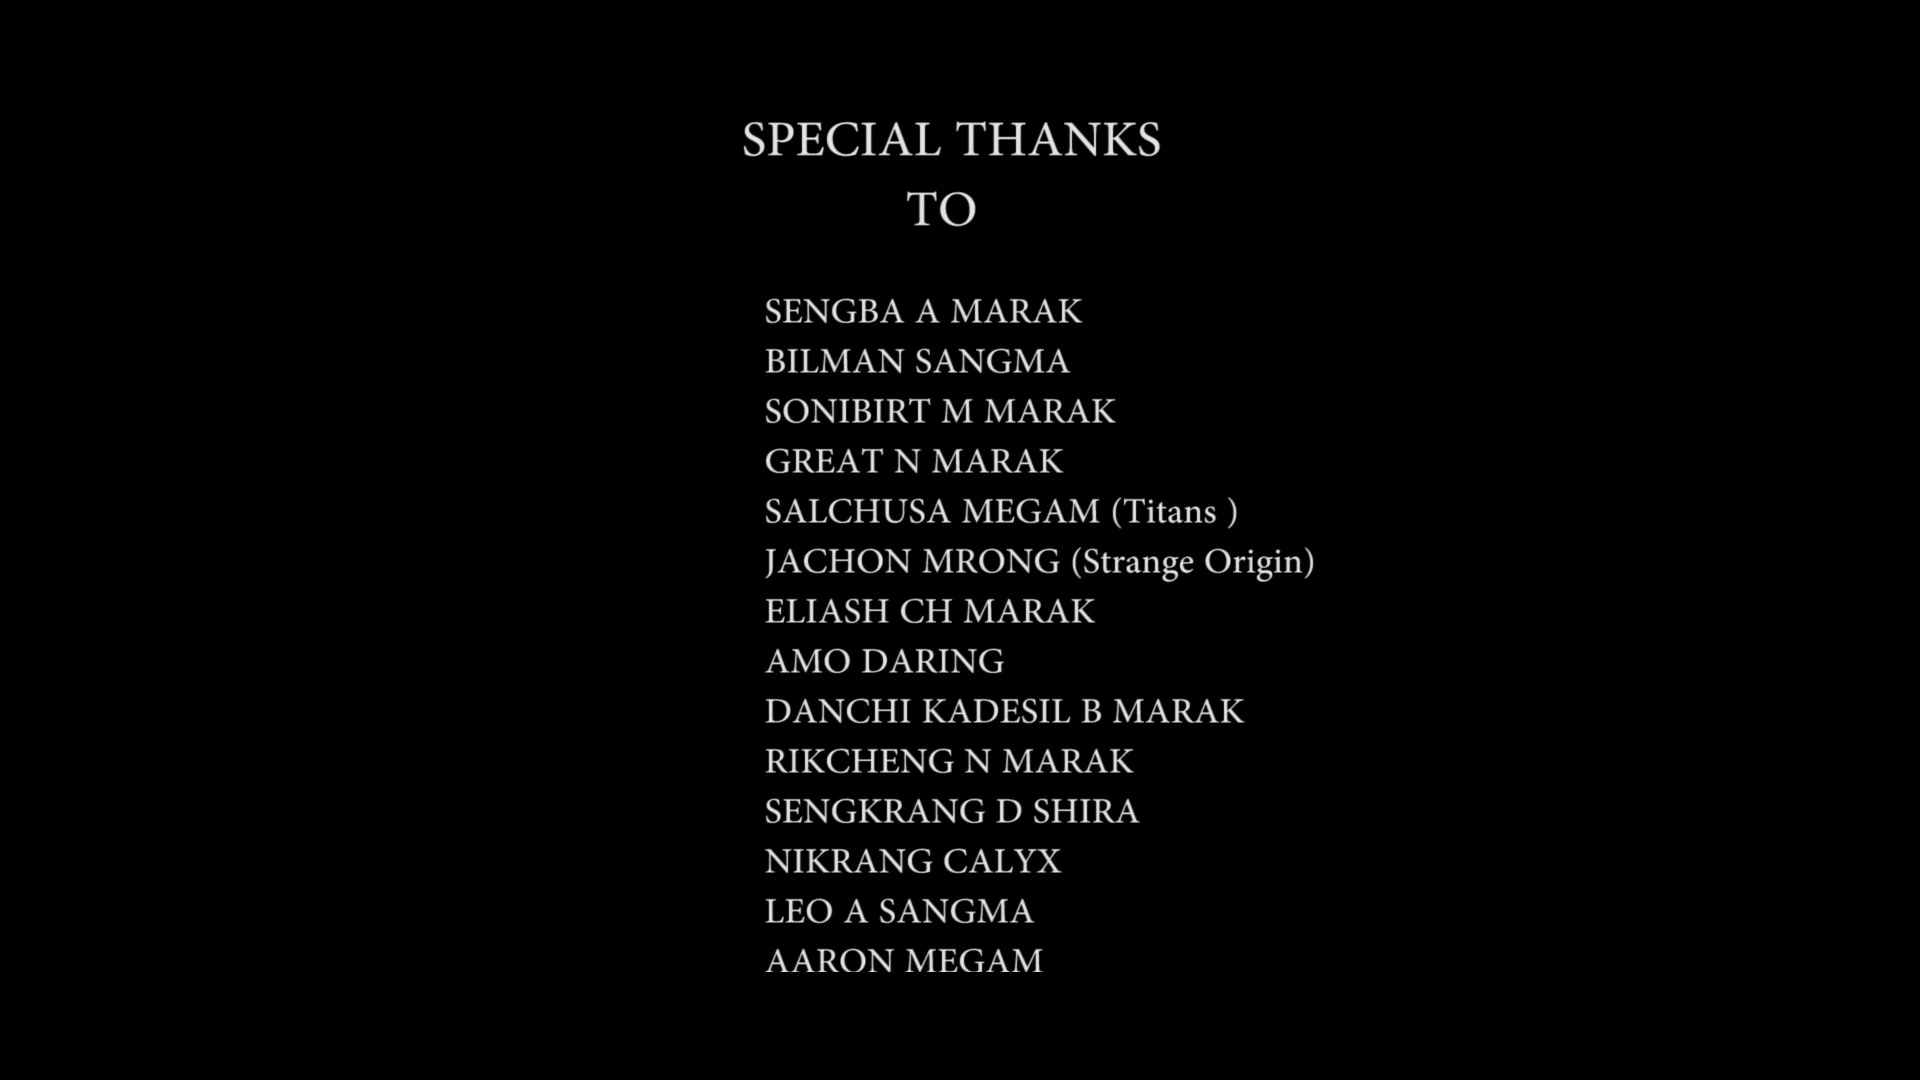 SPECIAL THANKS
TO
SENGBA A MARAK
BILMAN SANGMA
SONIBIRT M MARAK
GREAT N MARAK
SALCHUSA MEGAM (Titans )
JACHON MRONG (Strange Origin)
ELIASH CH MARAK
AMO DARING
DANCHI KADESIL B MARAK
RIKCHENG N MARAK
SENGKRANG D SHIRA
NIKRANG CALYX
LEO A SANGMA
AARON MEGAM